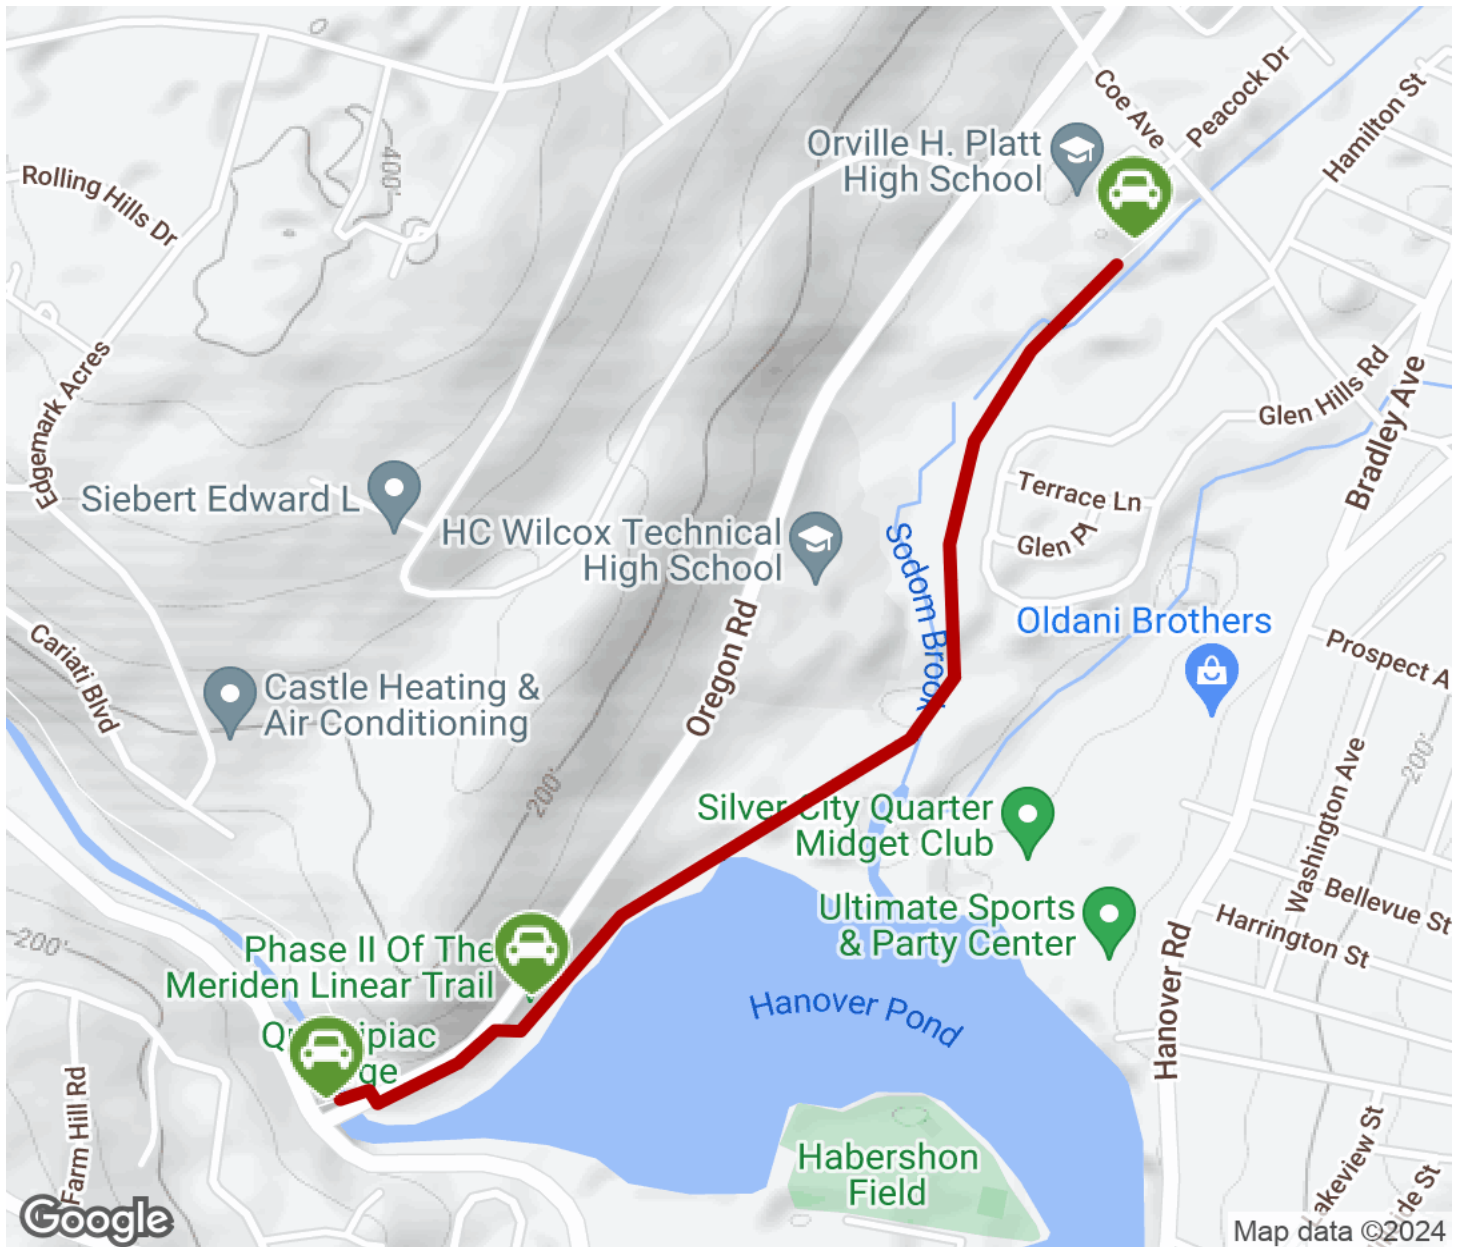 Coe Ave
Peacock Dr
Hamilton St
Orville H. Platt
High School
400'
Rolling Hills Dr
Edgemark Acres
Glen Hills Rd
Bradley Ave
Siebert Edward L
Terrace Ln
Glen Pl
HC Wilcox Technical
High School
Sodom Brook
Oldani Brothers
Oregon Rd
Cariati Blvd
Prospect A
Castle Heating &
Air Conditioning
200'
200'
Washington Ave
Silver City Quarter
Midget Club
Bellevue St
Harrington St
Ultimate Sports
& Party Center
200'
Phase II Of The
Meriden Linear Trail
Hanover Pond
Hanover Rd
Farm Hill Rd
Habershon
Field
Google
Map data ©2024